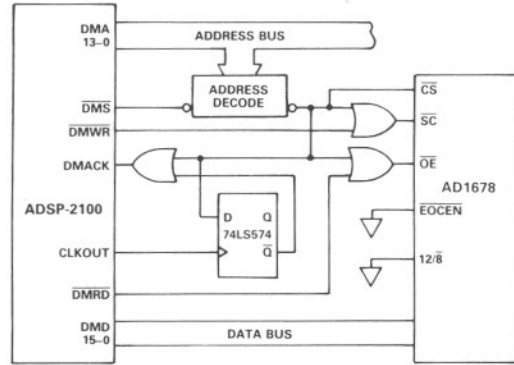 DMA
13–0
ADDRESS BUS
ADDRESS
DECODE
DMS
DMWR
DMACK
ADSP-2100
CLKOUT
DMRD
DMD
15–0
DATA BUS
D Q
74LS574
Q
CS
SC
OE
AD1678
EOCEN
12/8